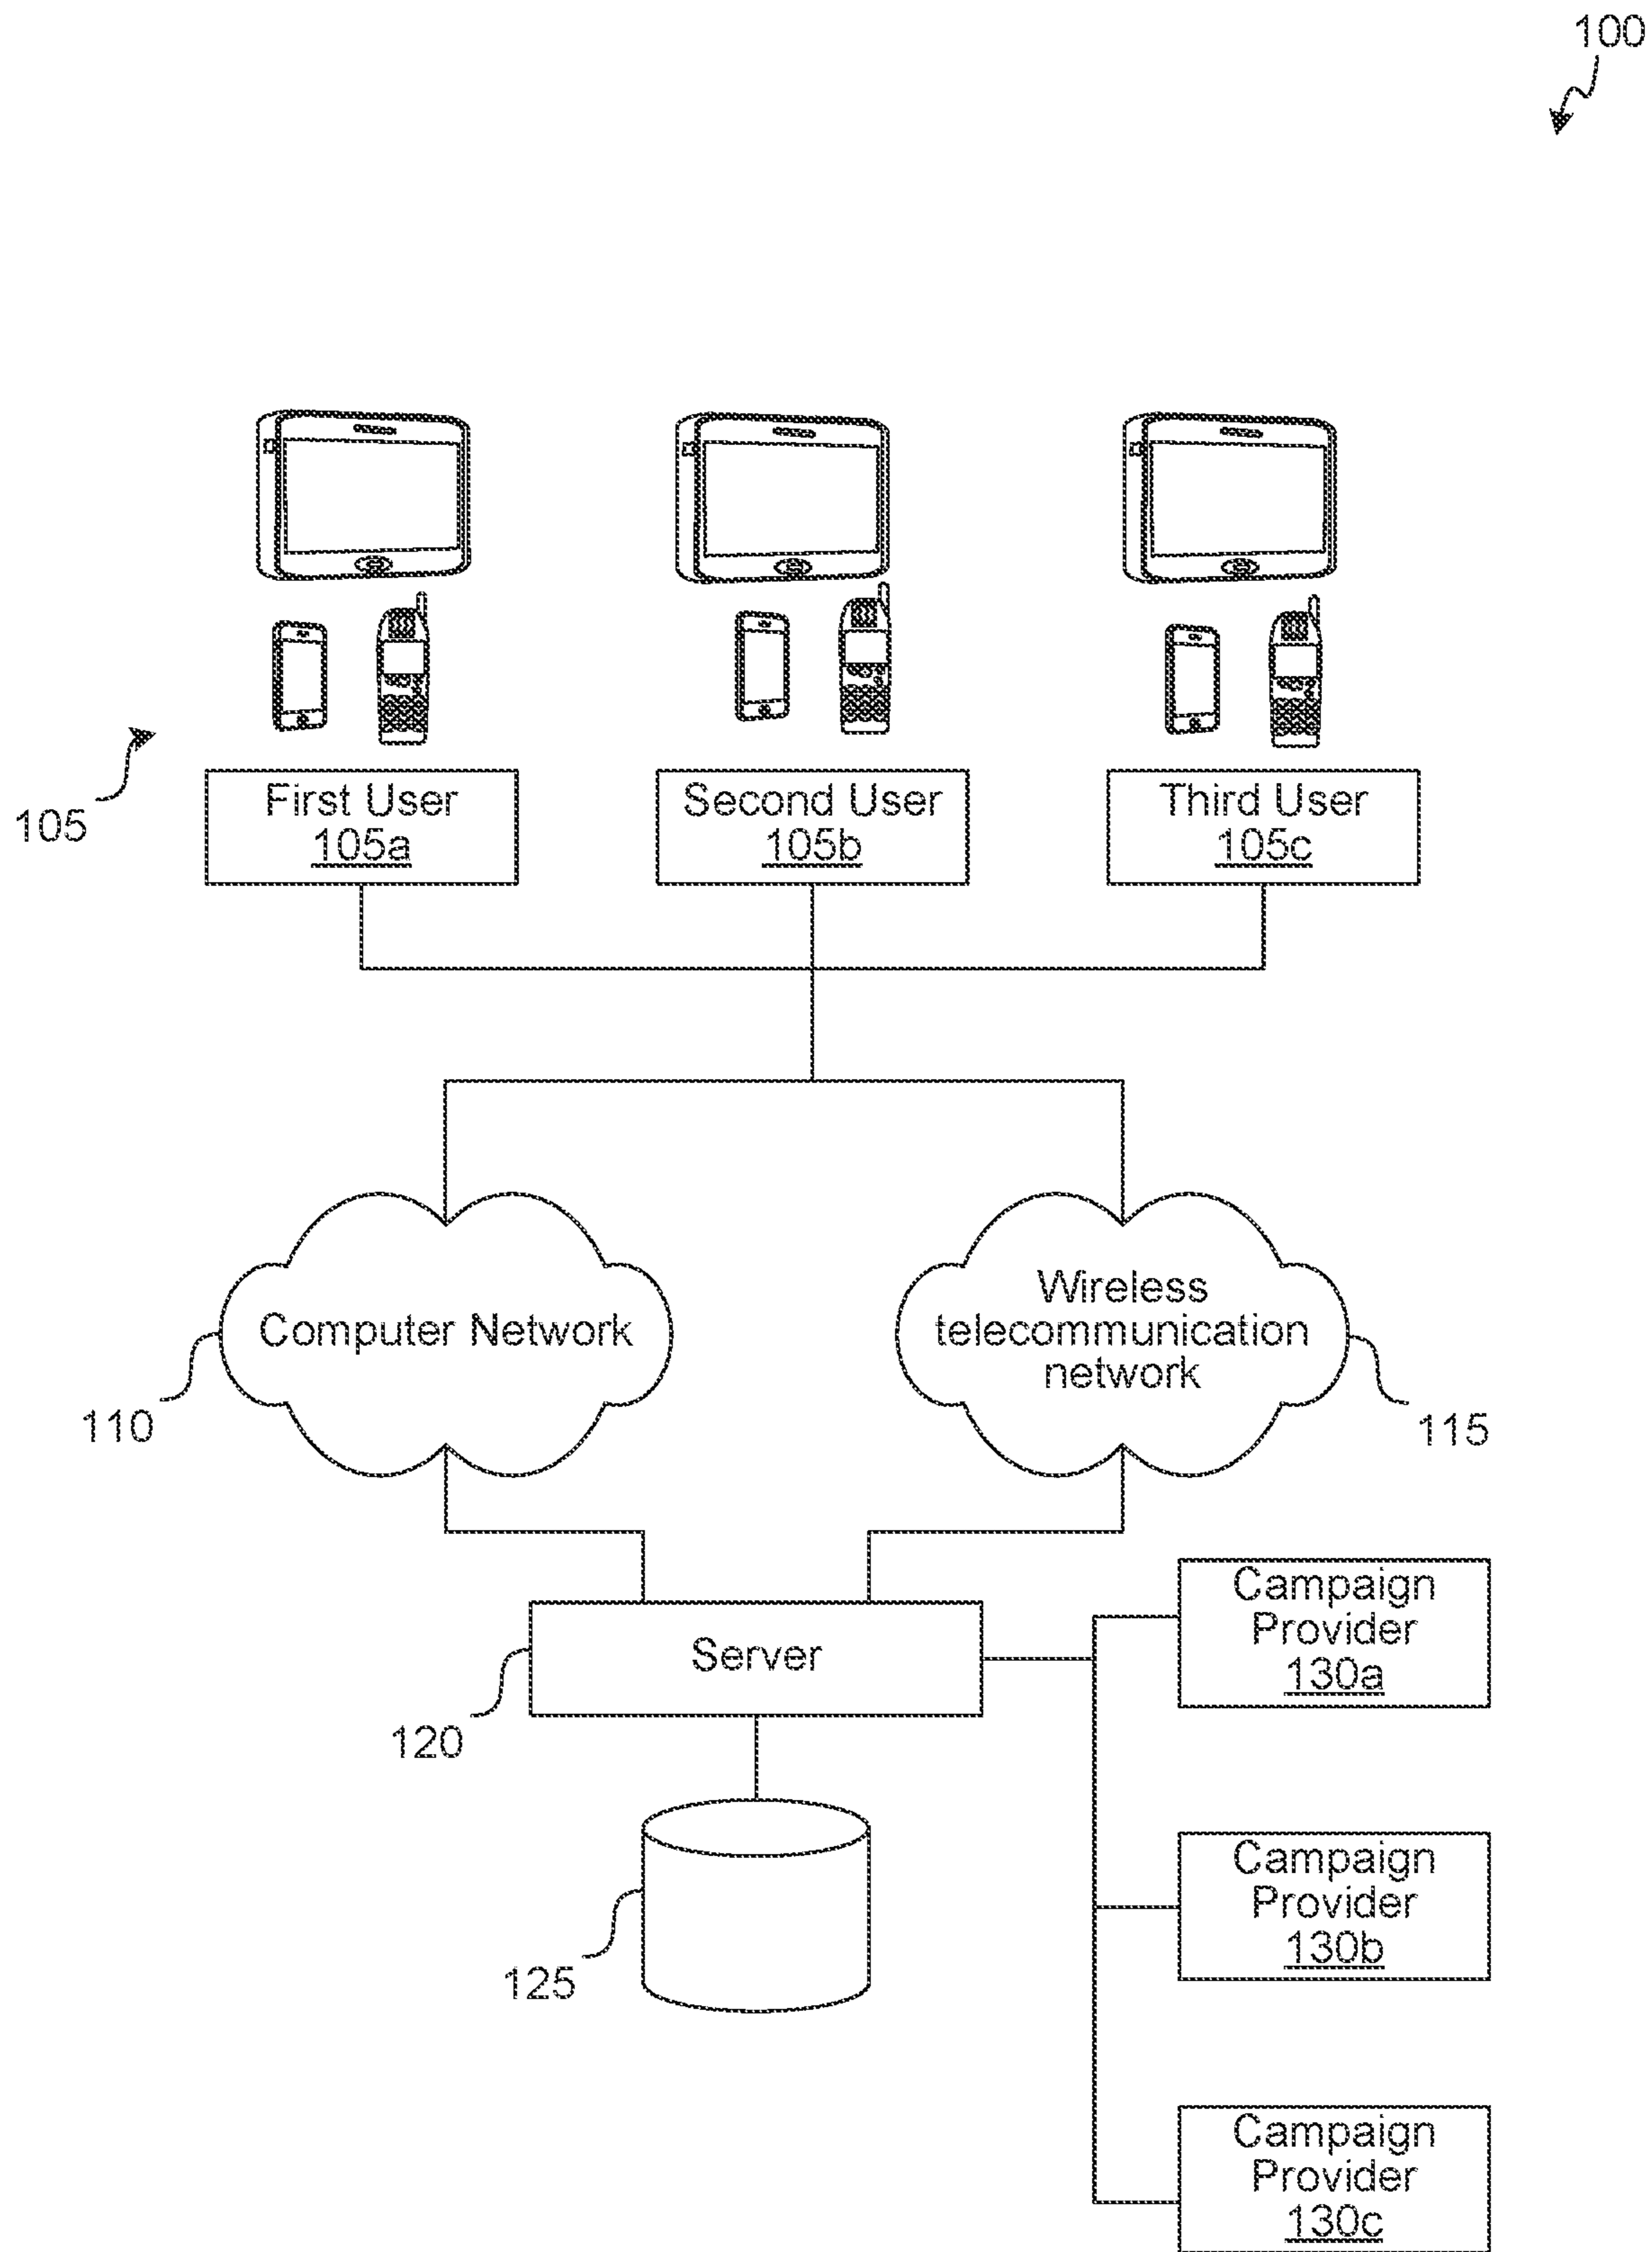 100
105
First User
105a
Second User
105b
Third User
105c
Computer Network
110
Wireless
telecommunication
network
115
Server
120
125
Campaign
Provider
130a
Campaign
Provider
130b
Campaign
Provider
130c